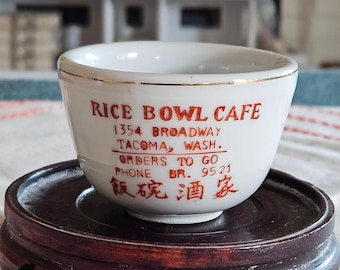 RICE BOWL CAFE
1354 BROADWAY
TACOMA, WASH.
ORDERS TO GO
PHONE BR. 9521
飯碗酒家